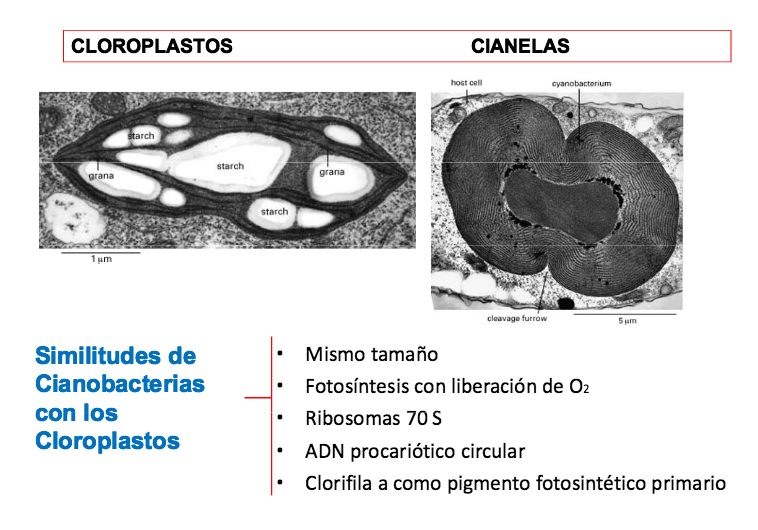 CLOROPLASTOS CIANELAS
host cell cyanobacterium
starch
grana
starch
grana
starch
1 µm
cleavage furrow
5 µm
Similitudes de
Cianobacterias
con los
Cloroplastos
• Mismo tamaño
• Fotosíntesis con liberación de O₂
• Ribosomas 70 S
• ADN procariótico circular
• Clorifila a como pigmento fotosintético primario